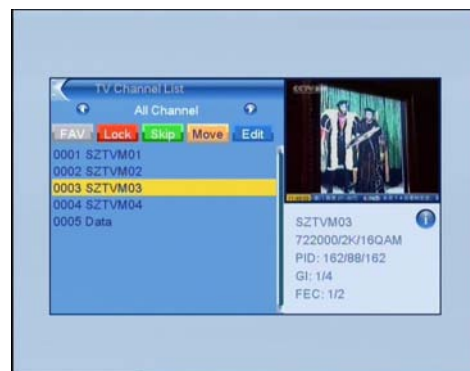 TV Channel List
All Channel
FAV Lock Skip Move Edit
0001 SZTVM01
0002 SZTVM02
0003 SZTVM03
0004 SZTVM04
0005 Data
SZTVM03
722000/2K/16QAM
PID: 162/88/162
GI: 1/4
FEC: 1/2